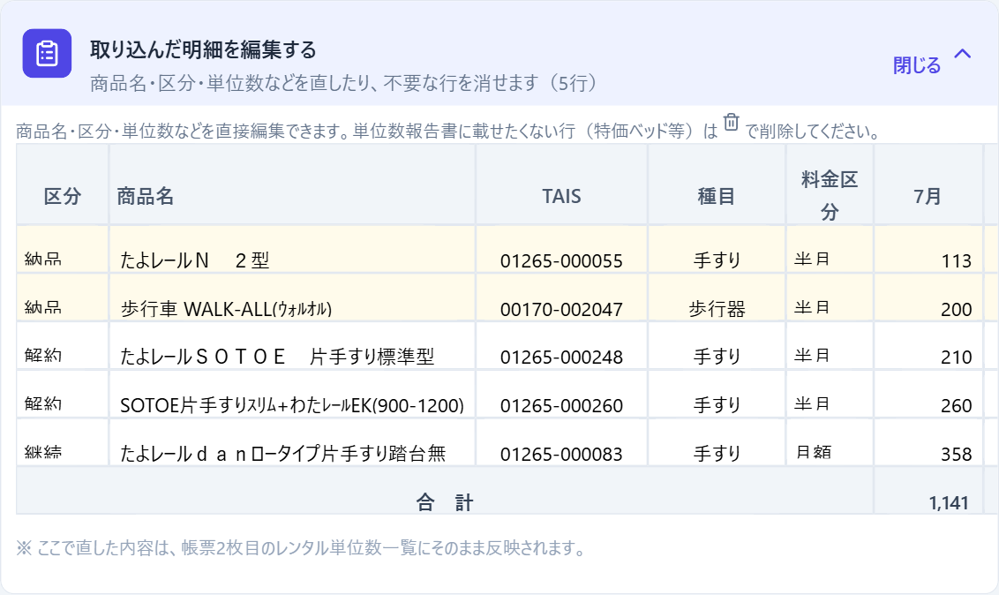 取り込んだ明細を編集する
商品名・区分・単位数などを直したり、不要な行を消せます（5行）
閉じる
商品名・区分・単位数などを直接編集できます。単位数報告書に載せたくない行（特価ベッド等）は で削除してください。
区分 商品名 TAIS 種目 料金区分 7月
納品 たよレールＮ　２型 01265-000055 手すり 半月 113
納品 歩行車 WALK-ALL(ｳｫﾙｵﾙ) 00170-002047 歩行器 半月 200
解約 たよレールＳＯＴＯＥ　片手すり標準型 01265-000248 手すり 半月 210
解約 SOTOE片手すりｽﾘﾑ+わたﾚｰﾙEK(900-1200) 01265-000260 手すり 半月 260
継続 たよレールｄａｎロータイプ片手すり踏台無 01265-000083 手すり 月額 358
合　計 1,141
※ ここで直した内容は、帳票2枚目のレンタル単位数一覧にそのまま反映されます。